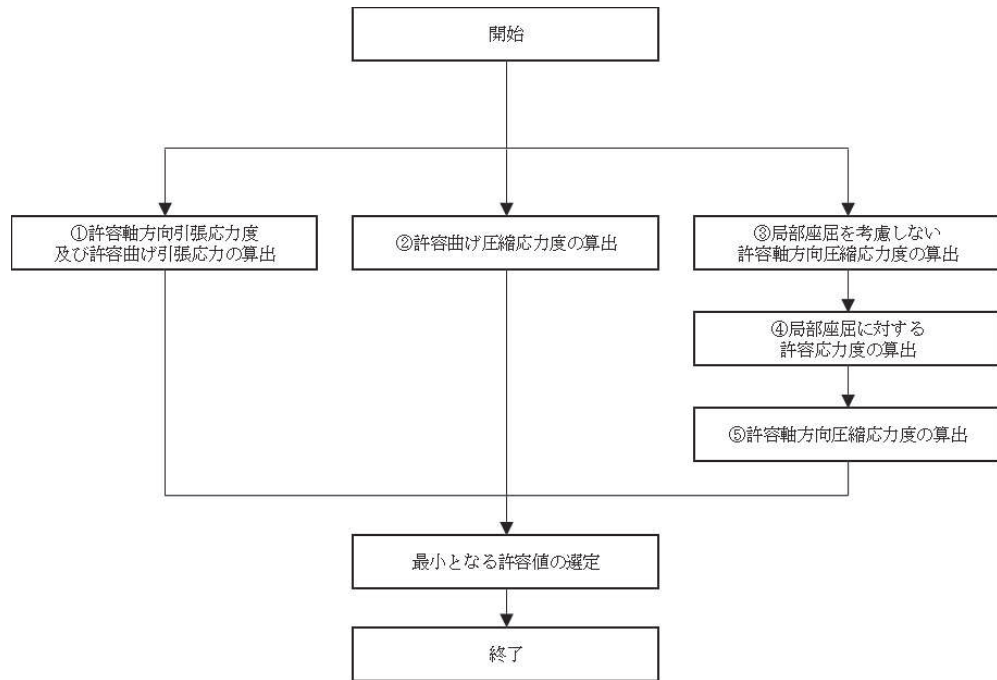 開始
①許容軸方向引張応力度
及び許容曲げ引張応力の算出
②許容曲げ圧縮応力度の算出
③局部座屈を考慮しない
許容軸方向圧縮応力度の算出
④局部座屈に対する
許容応力度の算出
⑤許容軸方向圧縮応力度の算出
最小となる許容値の選定
終了